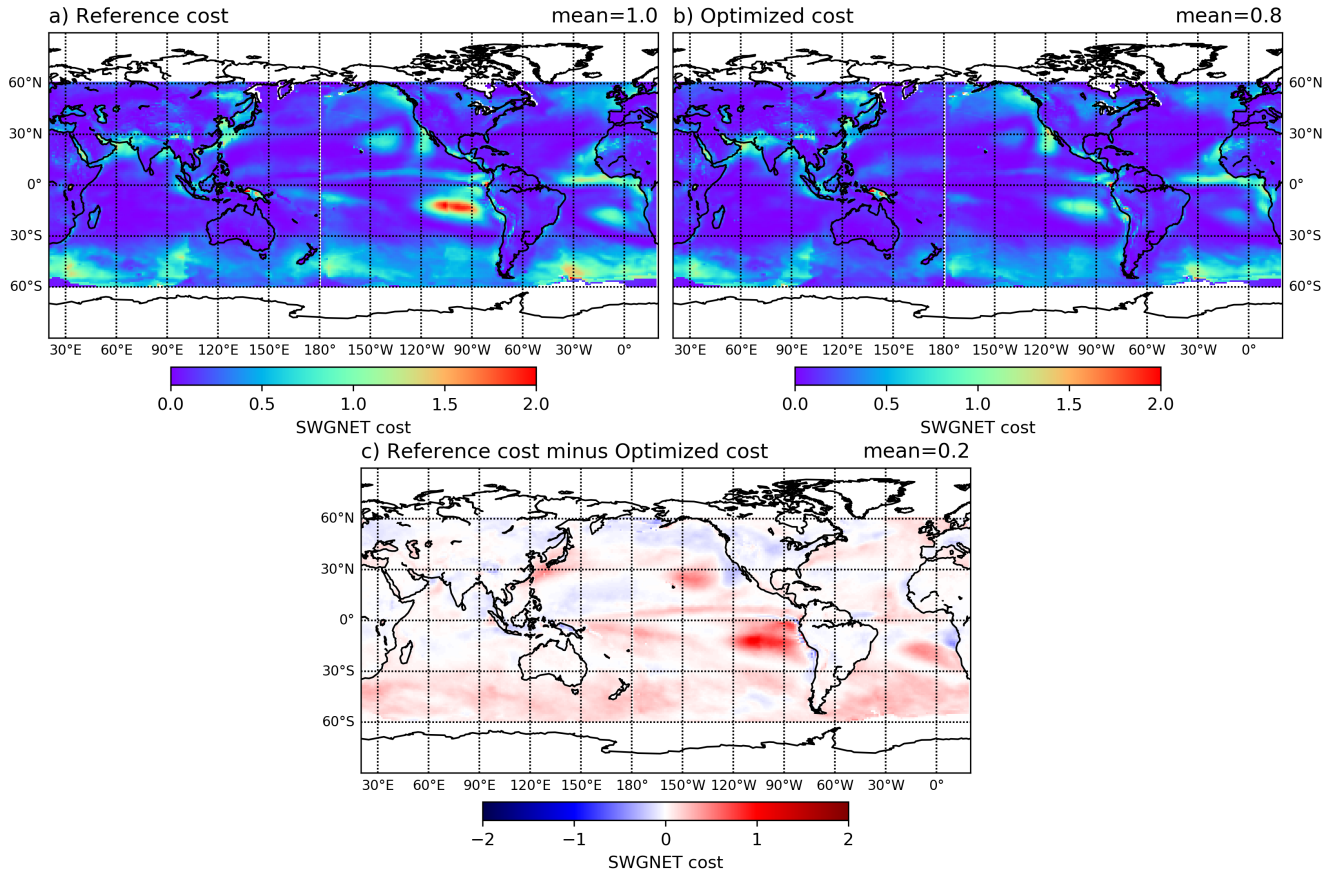 a) Reference cost mean=1.0
60°N
30°N
0°
30°S
60°S
30°E 60°E 90°E 120°E 150°E 180° 150°W 120°W 90°W 60°W 30°W 0°
0.0 0.5 1.0 1.5 2.0
SWGNET cost
b) Optimized cost mean=0.8
60°N
30°N
0°
30°S
60°S
30°E 60°E 90°E 120°E 150°E 180° 150°W 120°W 90°W 60°W 30°W 0°
0.0 0.5 1.0 1.5 2.0
SWGNET cost
c) Reference cost minus Optimized cost mean=0.2
60°N
30°N
0°
30°S
60°S
30°E 60°E 90°E 120°E 150°E 180° 150°W 120°W 90°W 60°W 30°W 0°
−2 −1 0 1 2
SWGNET cost